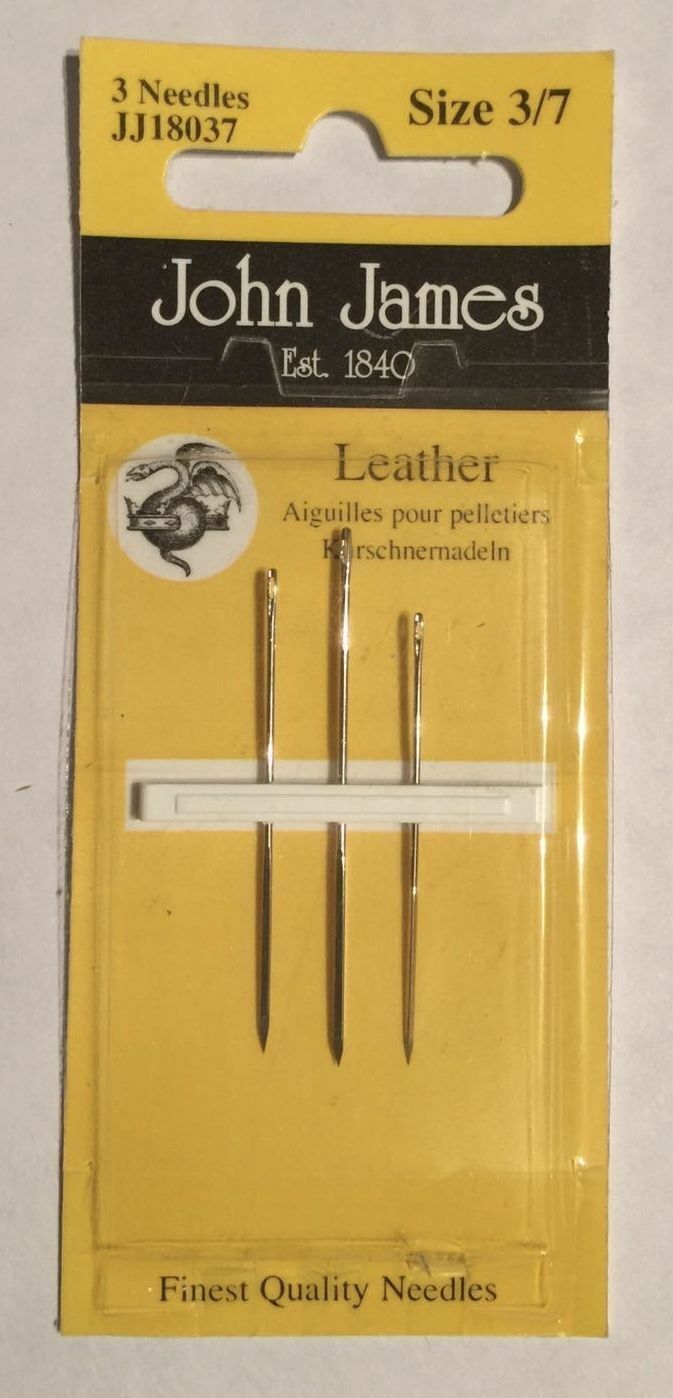 3 Needles
JJ18037
Size 3/7
John James
Est. 1840
Leather
Aiguilles pour pelletiers
Finest Quality Needles